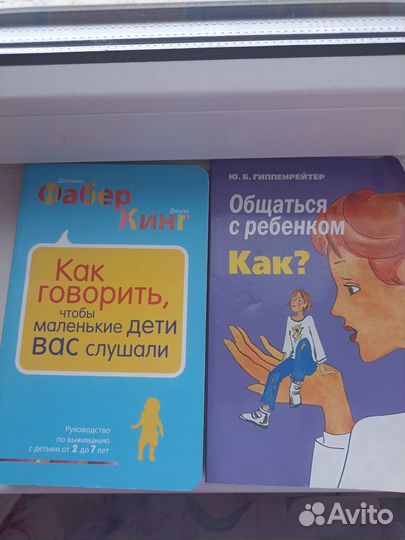 Джоанна
Фабер
Джули
Кинг
Как
говорить,
чтобы
маленькие дети
вас слушали
Руководство
по выживанию
с детьми от 2 до 7 лет
Ю. Б. ГИППЕНРЕЙТЕР
Общаться
с ребенком
Как?
Avito